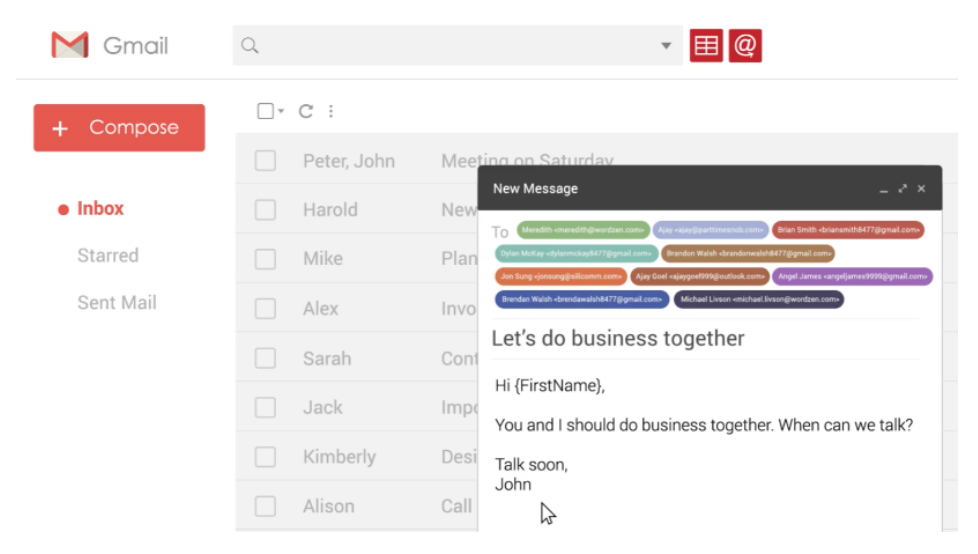 Gmail
Compose
Inbox
Starred
Sent Mail
Peter, John Meeting on Saturday
Harold New
Mike Plan
Alex Invo
Sarah Cont
Jack Impo
Kimberly Desi
Alison Call
New Message
To Meredith <meredith@wordzen.com> Ajay <ajay@parttimesnob.com> Brian Smith <briansmith8477@gmail.com>
Dylan McKay <dylanmckay8477@gmail.com> Brandon Walsh <brandonwalsh8477@gmail.com>
Jon Sung <jonsung@silicomm.com> Ajay Goel <ajaygoel999@outlook.com> Angel James <angeljames9999@gmail.com>
Brendan Walsh <brendawalsh8477@gmail.com> Michael Livson <michael.livson@wordzen.com>
Let's do business together
Hi {FirstName},
You and I should do business together. When can we talk?
Talk soon,
John